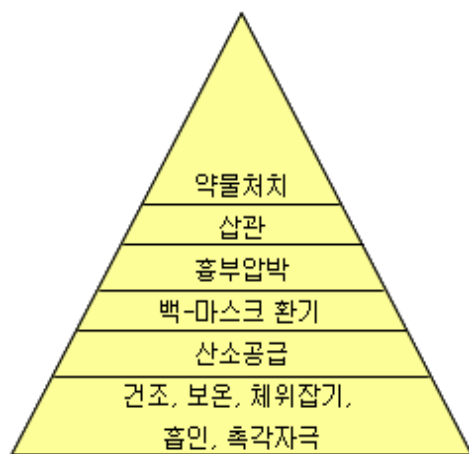 약물처치
삽관
흉부압박
백-마스크 환기
산소공급
건조, 보온, 체위잡기,
흡인, 촉각자극